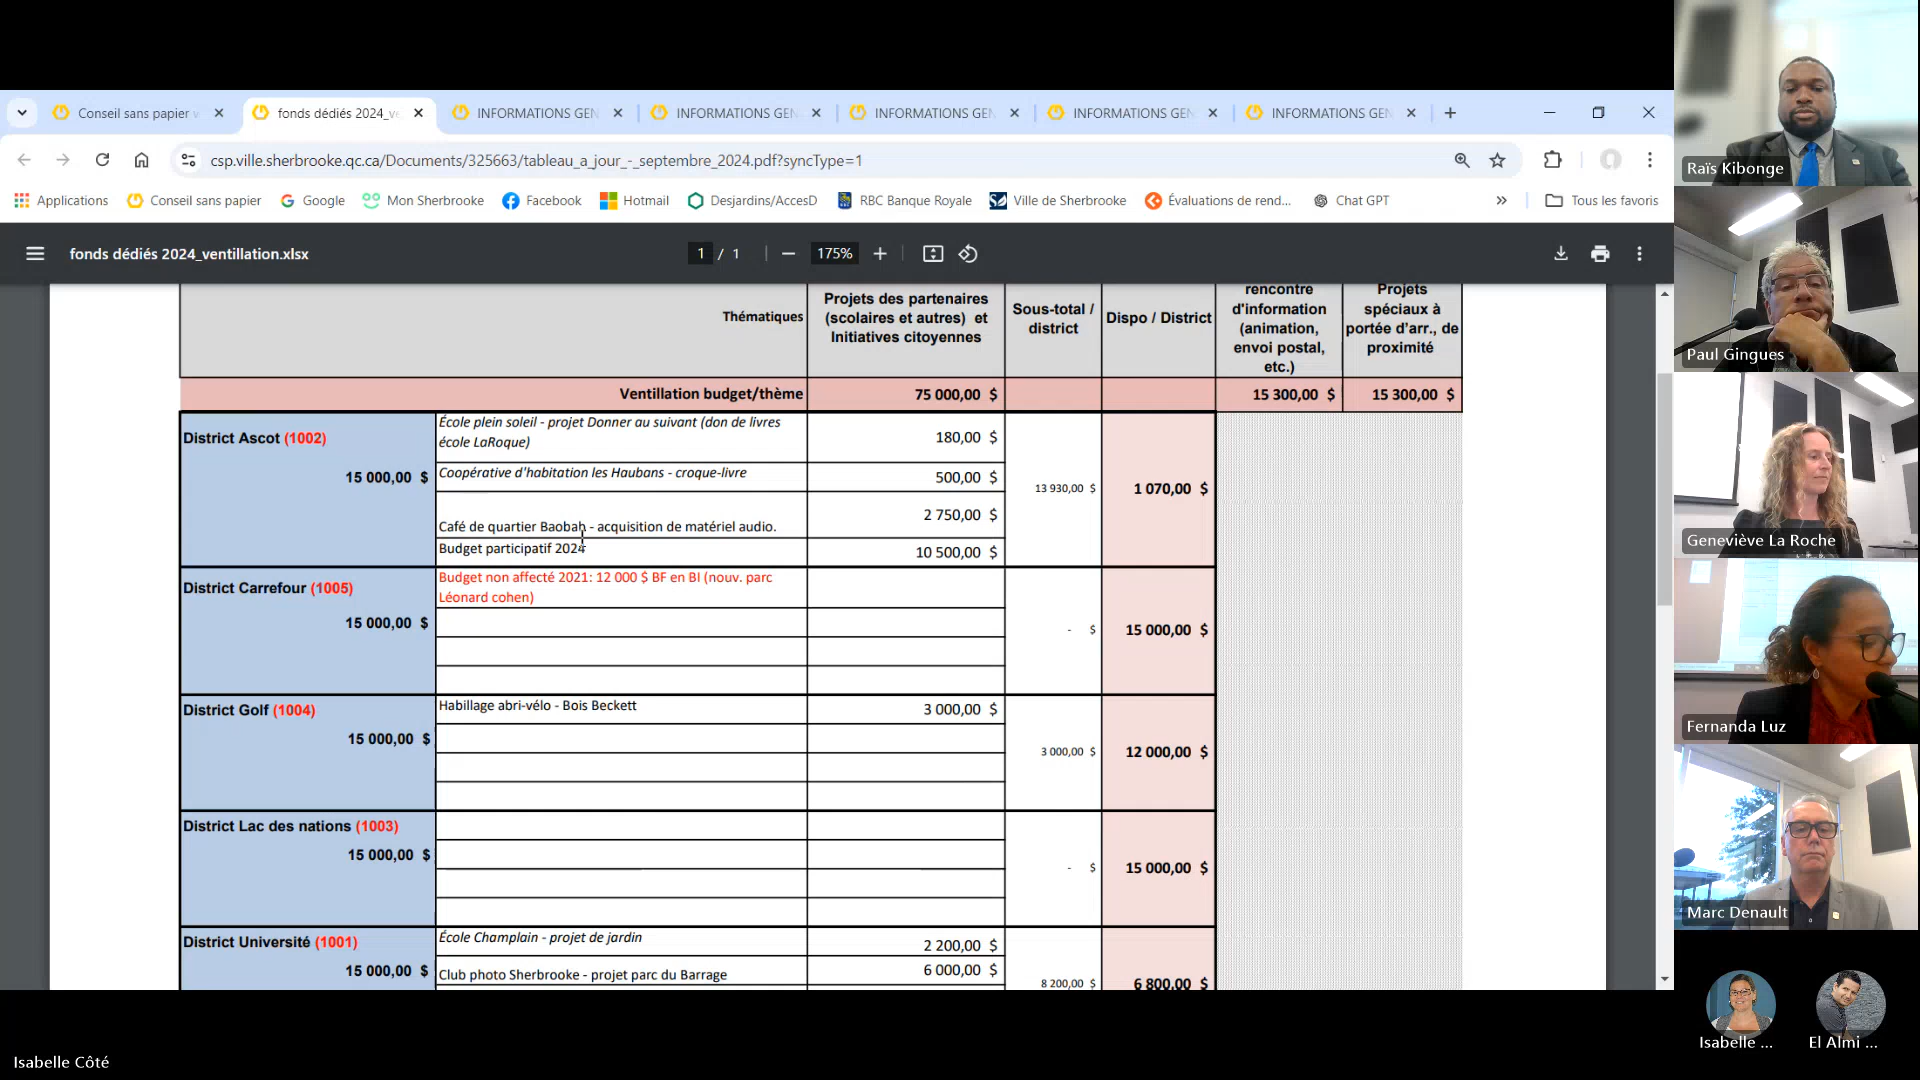 Conseil sans papier
fonds dédiés 2024_v
INFORMATIONS GEN
INFORMATIONS GEN
INFORMATIONS GEN
INFORMATIONS GEN
INFORMATIONS GEN
csp.ville.sherbrooke.qc.ca/Documents/325663/tableau_a_jour_-_septembre_2024.pdf?syncType=1
Applications
Conseil sans papier
Google
Mon Sherbrooke
Facebook
Hotmail
Desjardins/AccesD
RBC Banque Royale
Ville de Sherbrooke
Évaluations de rend...
Chat GPT
Tous les favoris
fonds dédiés 2024_ventillation.xlsx
1 / 1
175%
Thématiques
Projets des partenaires
(scolaires et autres) et
Initiatives citoyennes
Sous-total /
district
Dispo / District
rencontre
d'information
(animation,
envoi postal,
etc.)
Projets
spéciaux à
portée d'arr., de
proximité
Ventillation budget/thème
75 000,00 $
15 300,00 $
15 300,00 $
District Ascot (1002)
15 000,00 $
École plein soleil - projet Donner au suivant (don de livres
école LaRoque)
180,00 $
Coopérative d'habitation les Haubans - croque-livre
500,00 $
Café de quartier Baobab - acquisition de matériel audio.
2 750,00 $
Budget participatif 2024
10 500,00 $
13 930,00 $
1 070,00 $
District Carrefour (1005)
15 000,00 $
Budget non affecté 2021: 12 000 $ BF en BI (nouv. parc
Léonard cohen)
- $
15 000,00 $
District Golf (1004)
15 000,00 $
Habillage abri-vélo - Bois Beckett
3 000,00 $
3 000,00 $
12 000,00 $
District Lac des nations (1003)
15 000,00 $
- $
15 000,00 $
District Université (1001)
15 000,00 $
École Champlain - projet de jardin
2 200,00 $
Club photo Sherbrooke - projet parc du Barrage
6 000,00 $
8 200,00 $
6 800,00 $
Raïs Kibonge
Paul Gingues
Geneviève La Roche
Fernanda Luz
Marc Denault
Isabelle ...
El Almi ...
Isabelle Côté